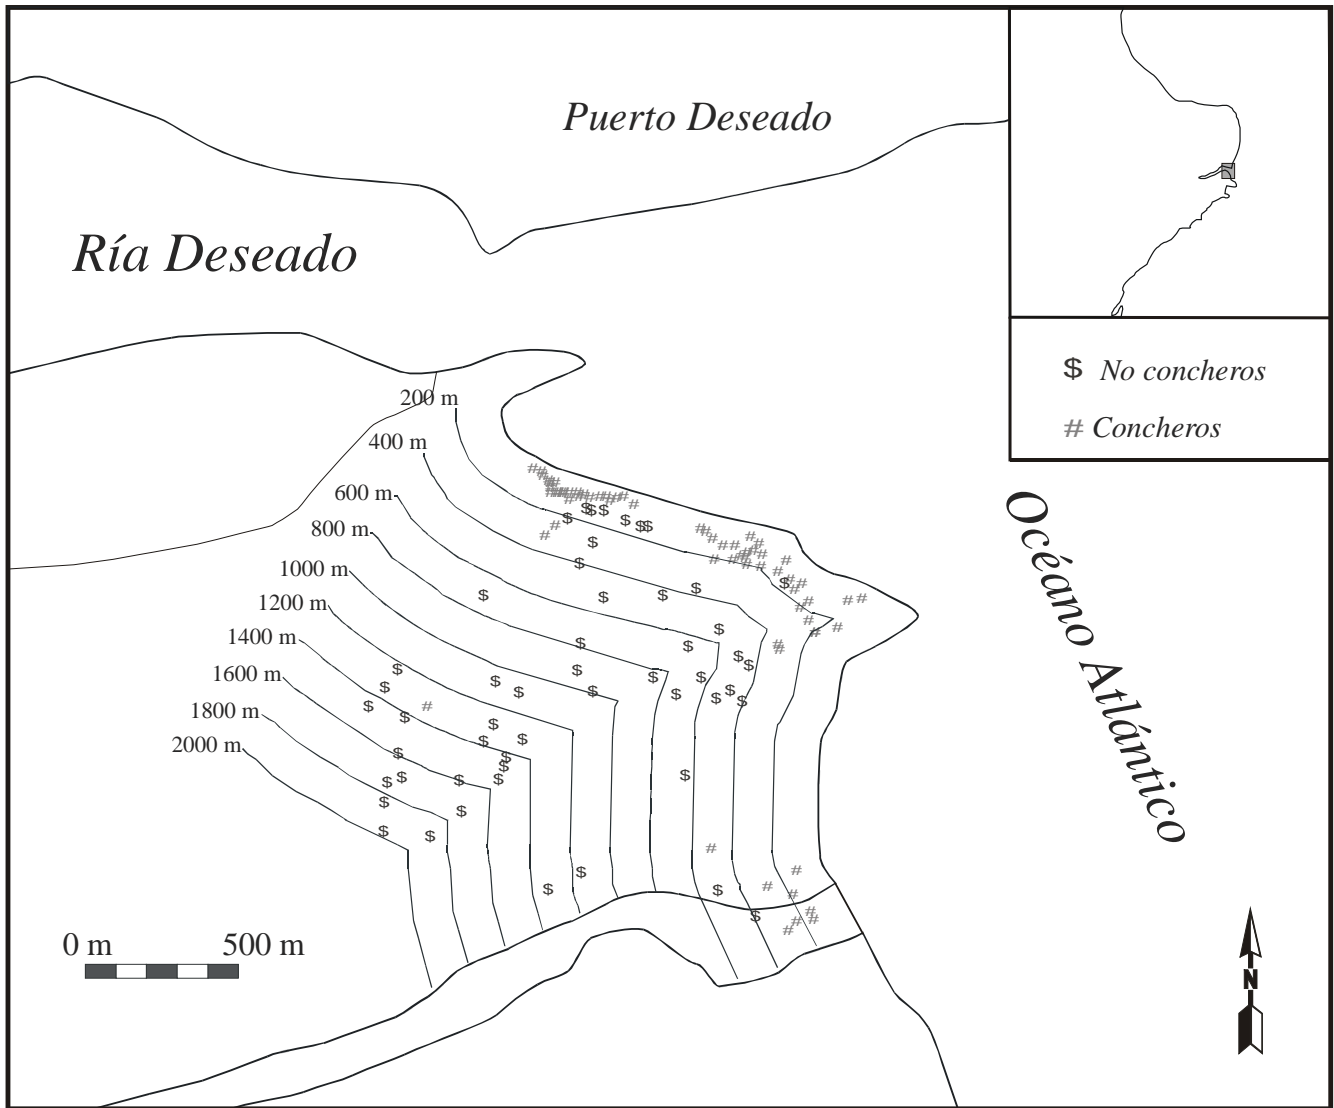 Puerto Deseado
Ría Deseado
$ No concheros
# Concheros
200 m
400 m
600 m
800 m
1000 m
1200 m
1400 m
1600 m
1800 m
2000 m
Océano Atlántico
0 m 500 m
N